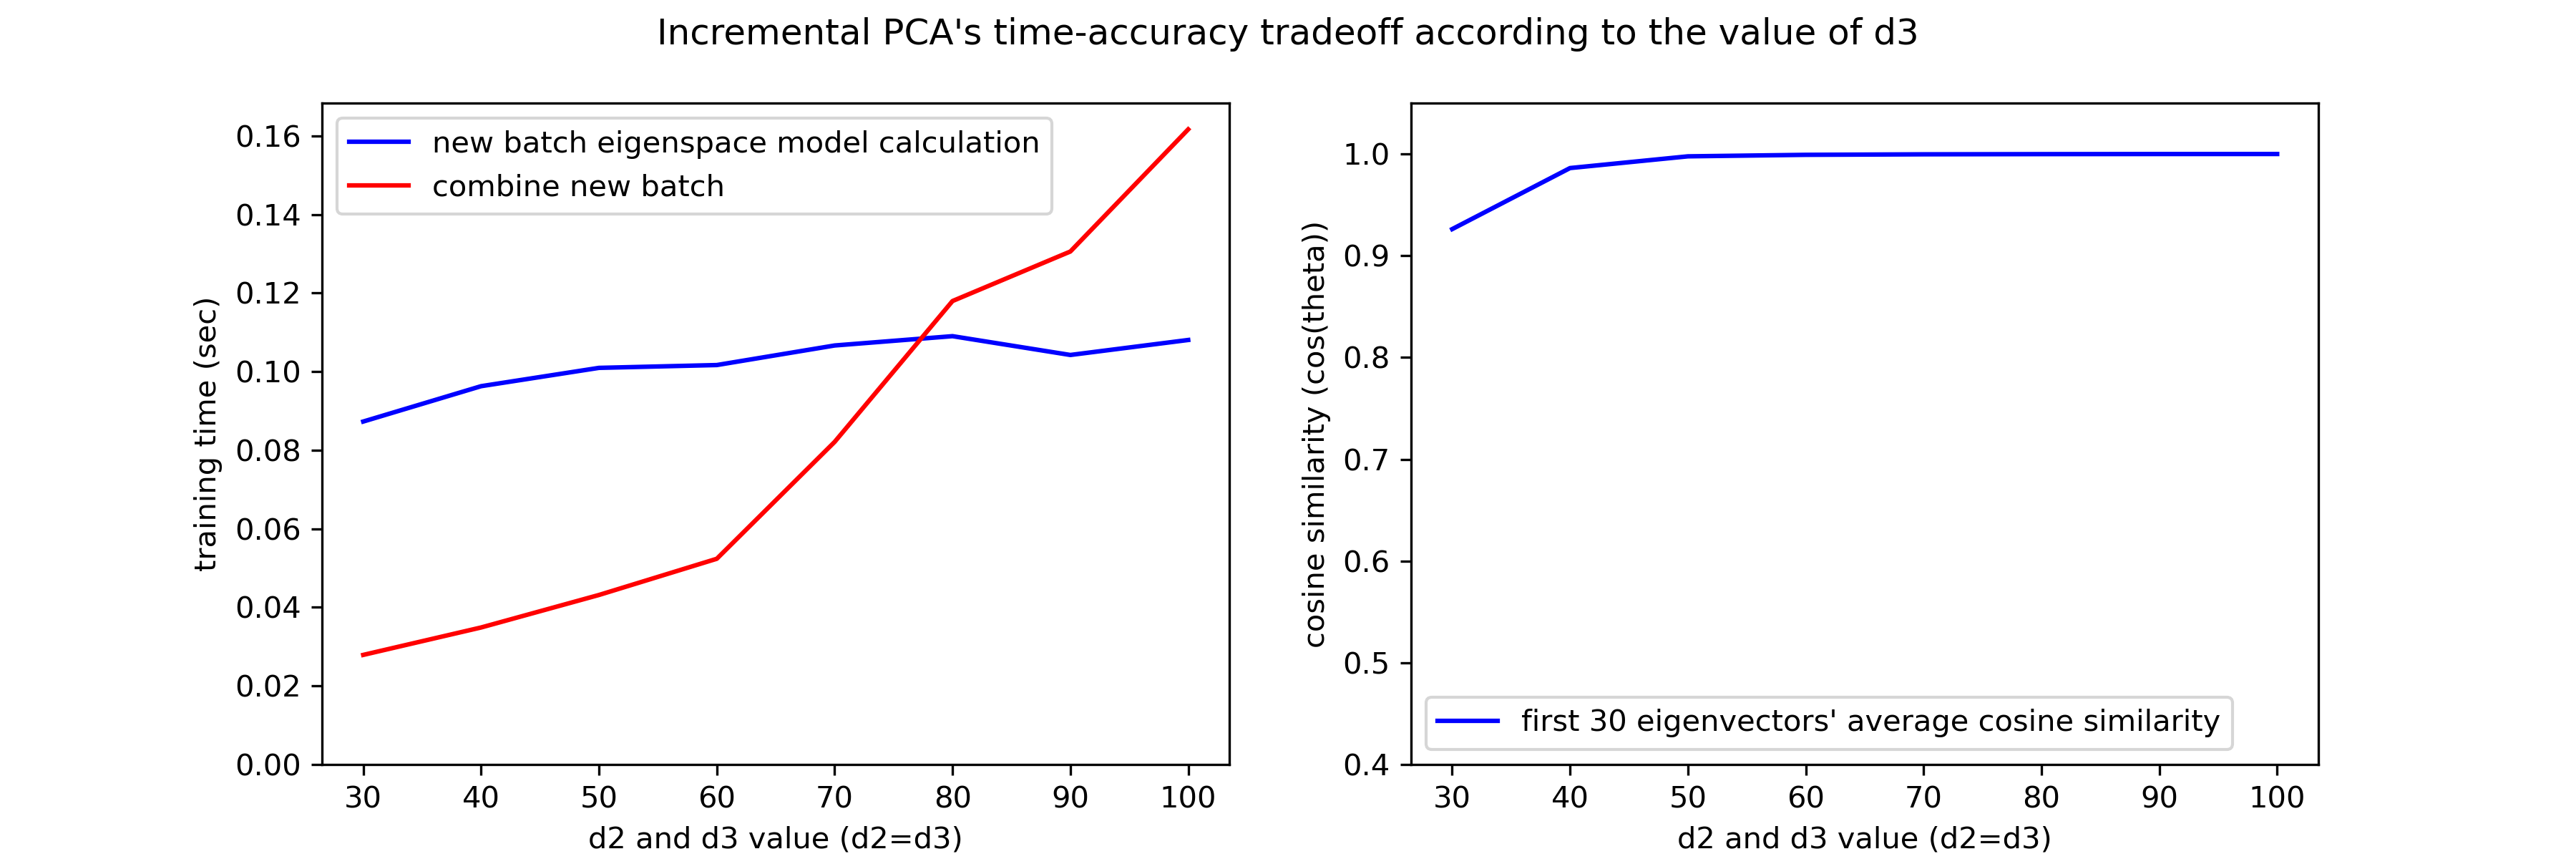 Incremental PCA's time-accuracy tradeoff according to the value of d3
training time (sec)
0.16
0.14
0.12
0.10
0.08
0.06
0.04
0.02
0.00
new batch eigenspace model calculation
combine new batch
30 40 50 60 70 80 90 100
d2 and d3 value (d2=d3)
cosine similarity (cos(theta))
1.0
0.9
0.8
0.7
0.6
0.5
0.4
first 30 eigenvectors' average cosine similarity
30 40 50 60 70 80 90 100
d2 and d3 value (d2=d3)